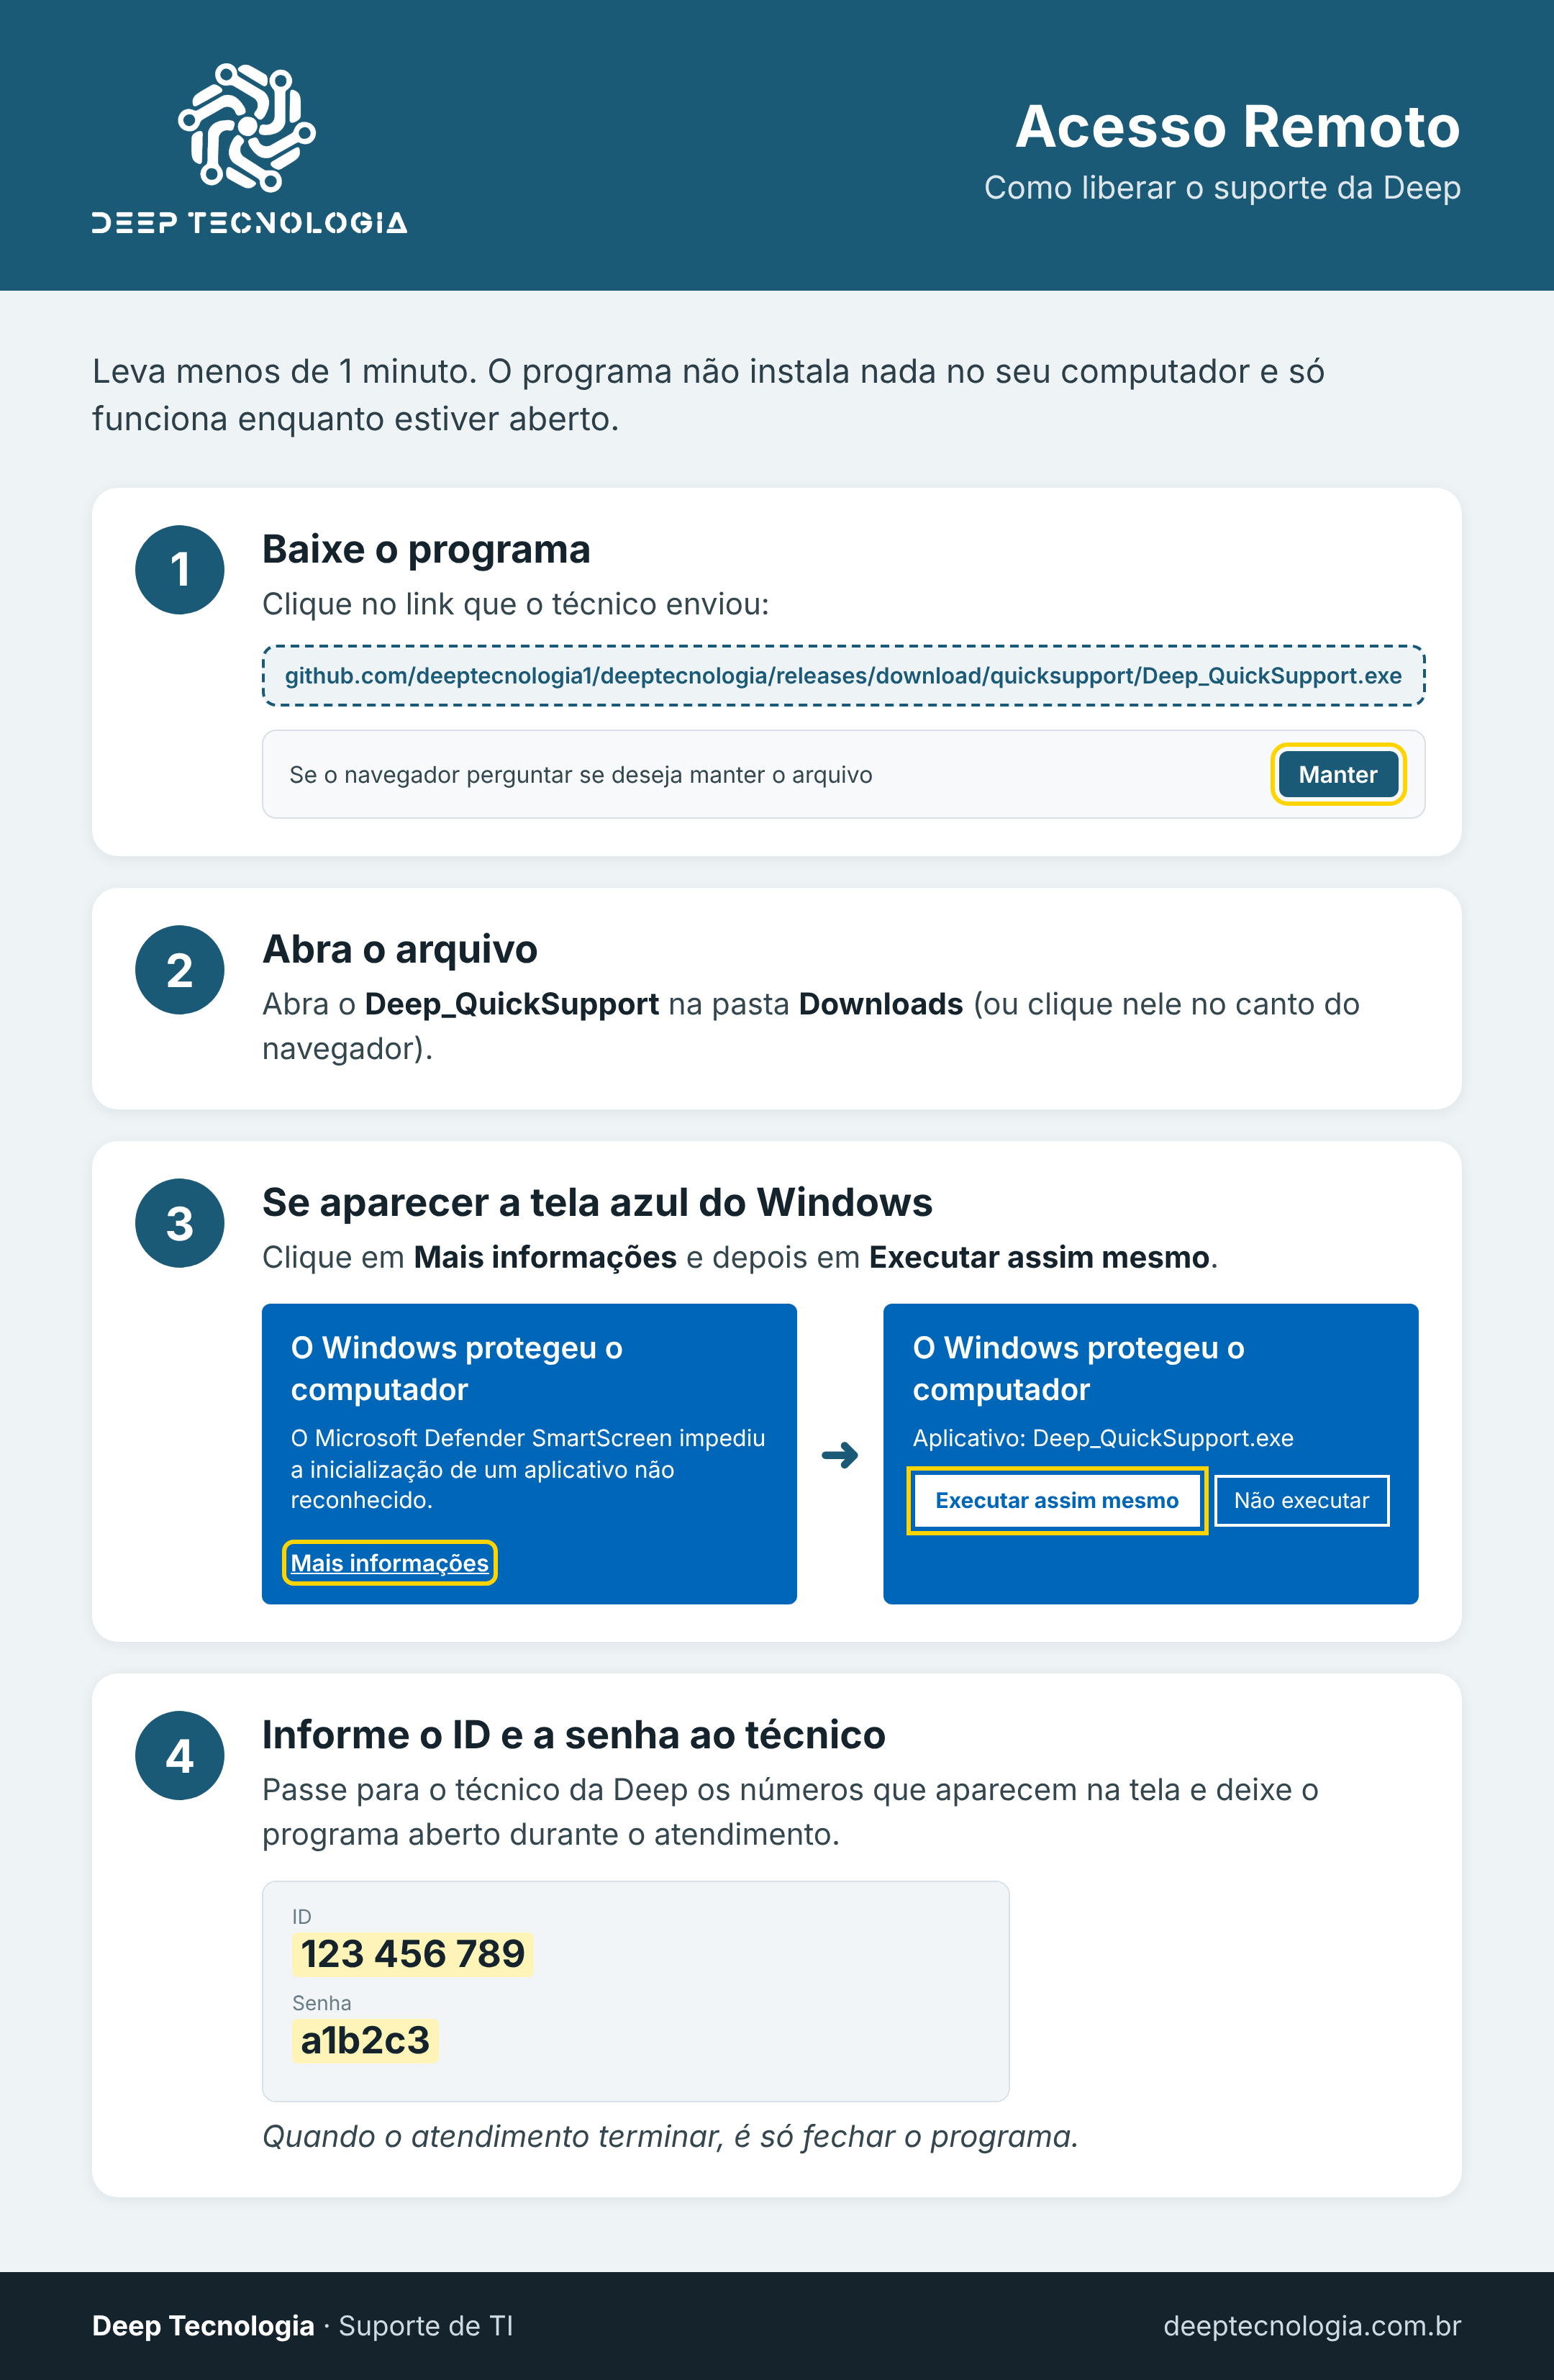 DEEP TECNOLOGIA
Acesso Remoto
Como liberar o suporte da Deep
Leva menos de 1 minuto. O programa não instala nada no seu computador e só
funciona enquanto estiver aberto.
1
Baixe o programa
Clique no link que o técnico enviou:
github.com/deeptecnologia1/deeptecnologia/releases/download/quicksupport/Deep_QuickSupport.exe
Se o navegador perguntar se deseja manter o arquivo
Manter
2
Abra o arquivo
Abra o Deep_QuickSupport na pasta Downloads (ou clique nele no canto do
navegador).
3
Se aparecer a tela azul do Windows
Clique em Mais informações e depois em Executar assim mesmo.
O Windows protegeu o
computador
O Microsoft Defender SmartScreen impediu
a inicialização de um aplicativo não
reconhecido.
Mais informações
O Windows protegeu o
computador
Aplicativo: Deep_QuickSupport.exe
Executar assim mesmo
Não executar
4
Informe o ID e a senha ao técnico
Passe para o técnico da Deep os números que aparecem na tela e deixe o
programa aberto durante o atendimento.
ID
123 456 789
Senha
a1b2c3
Quando o atendimento terminar, é só fechar o programa.
Deep Tecnologia · Suporte de TI
deeptecnologia.com.br